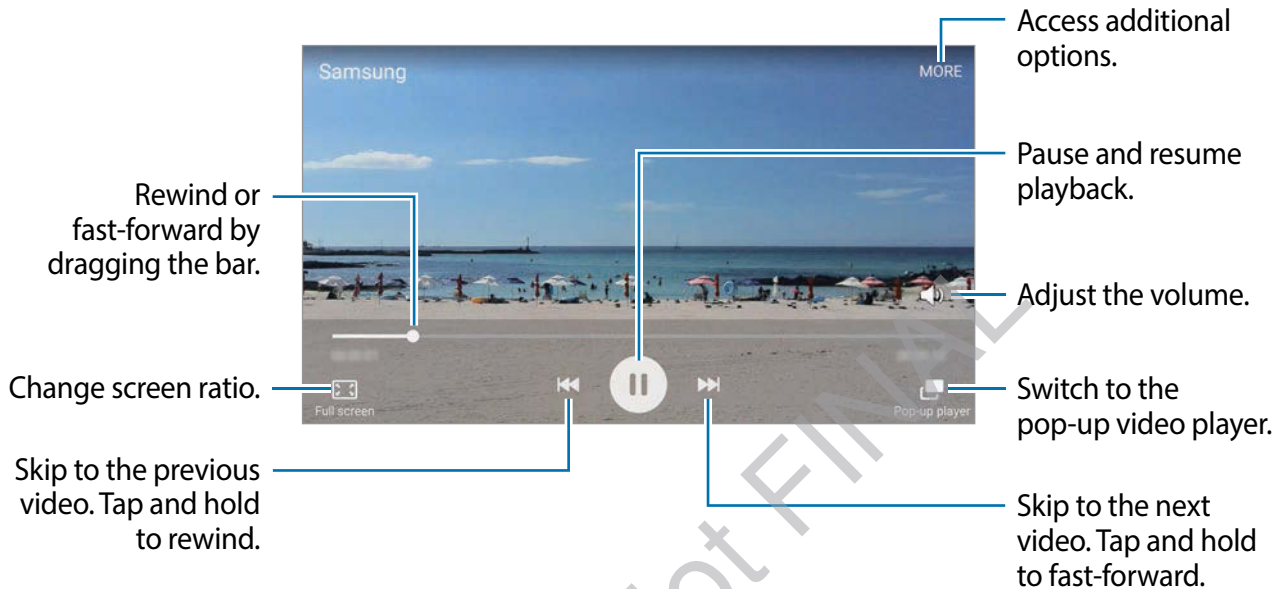 Access additional
options.
Samsung
MORE
Pause and resume
playback.
Rewind or
fast-forward by
dragging the bar.
Adjust the volume.
Change screen ratio.
Full screen
Pop-up player
Switch to the
pop-up video player.
Skip to the previous
video. Tap and hold
to rewind.
Skip to the next
video. Tap and hold
to fast-forward.
FINAL